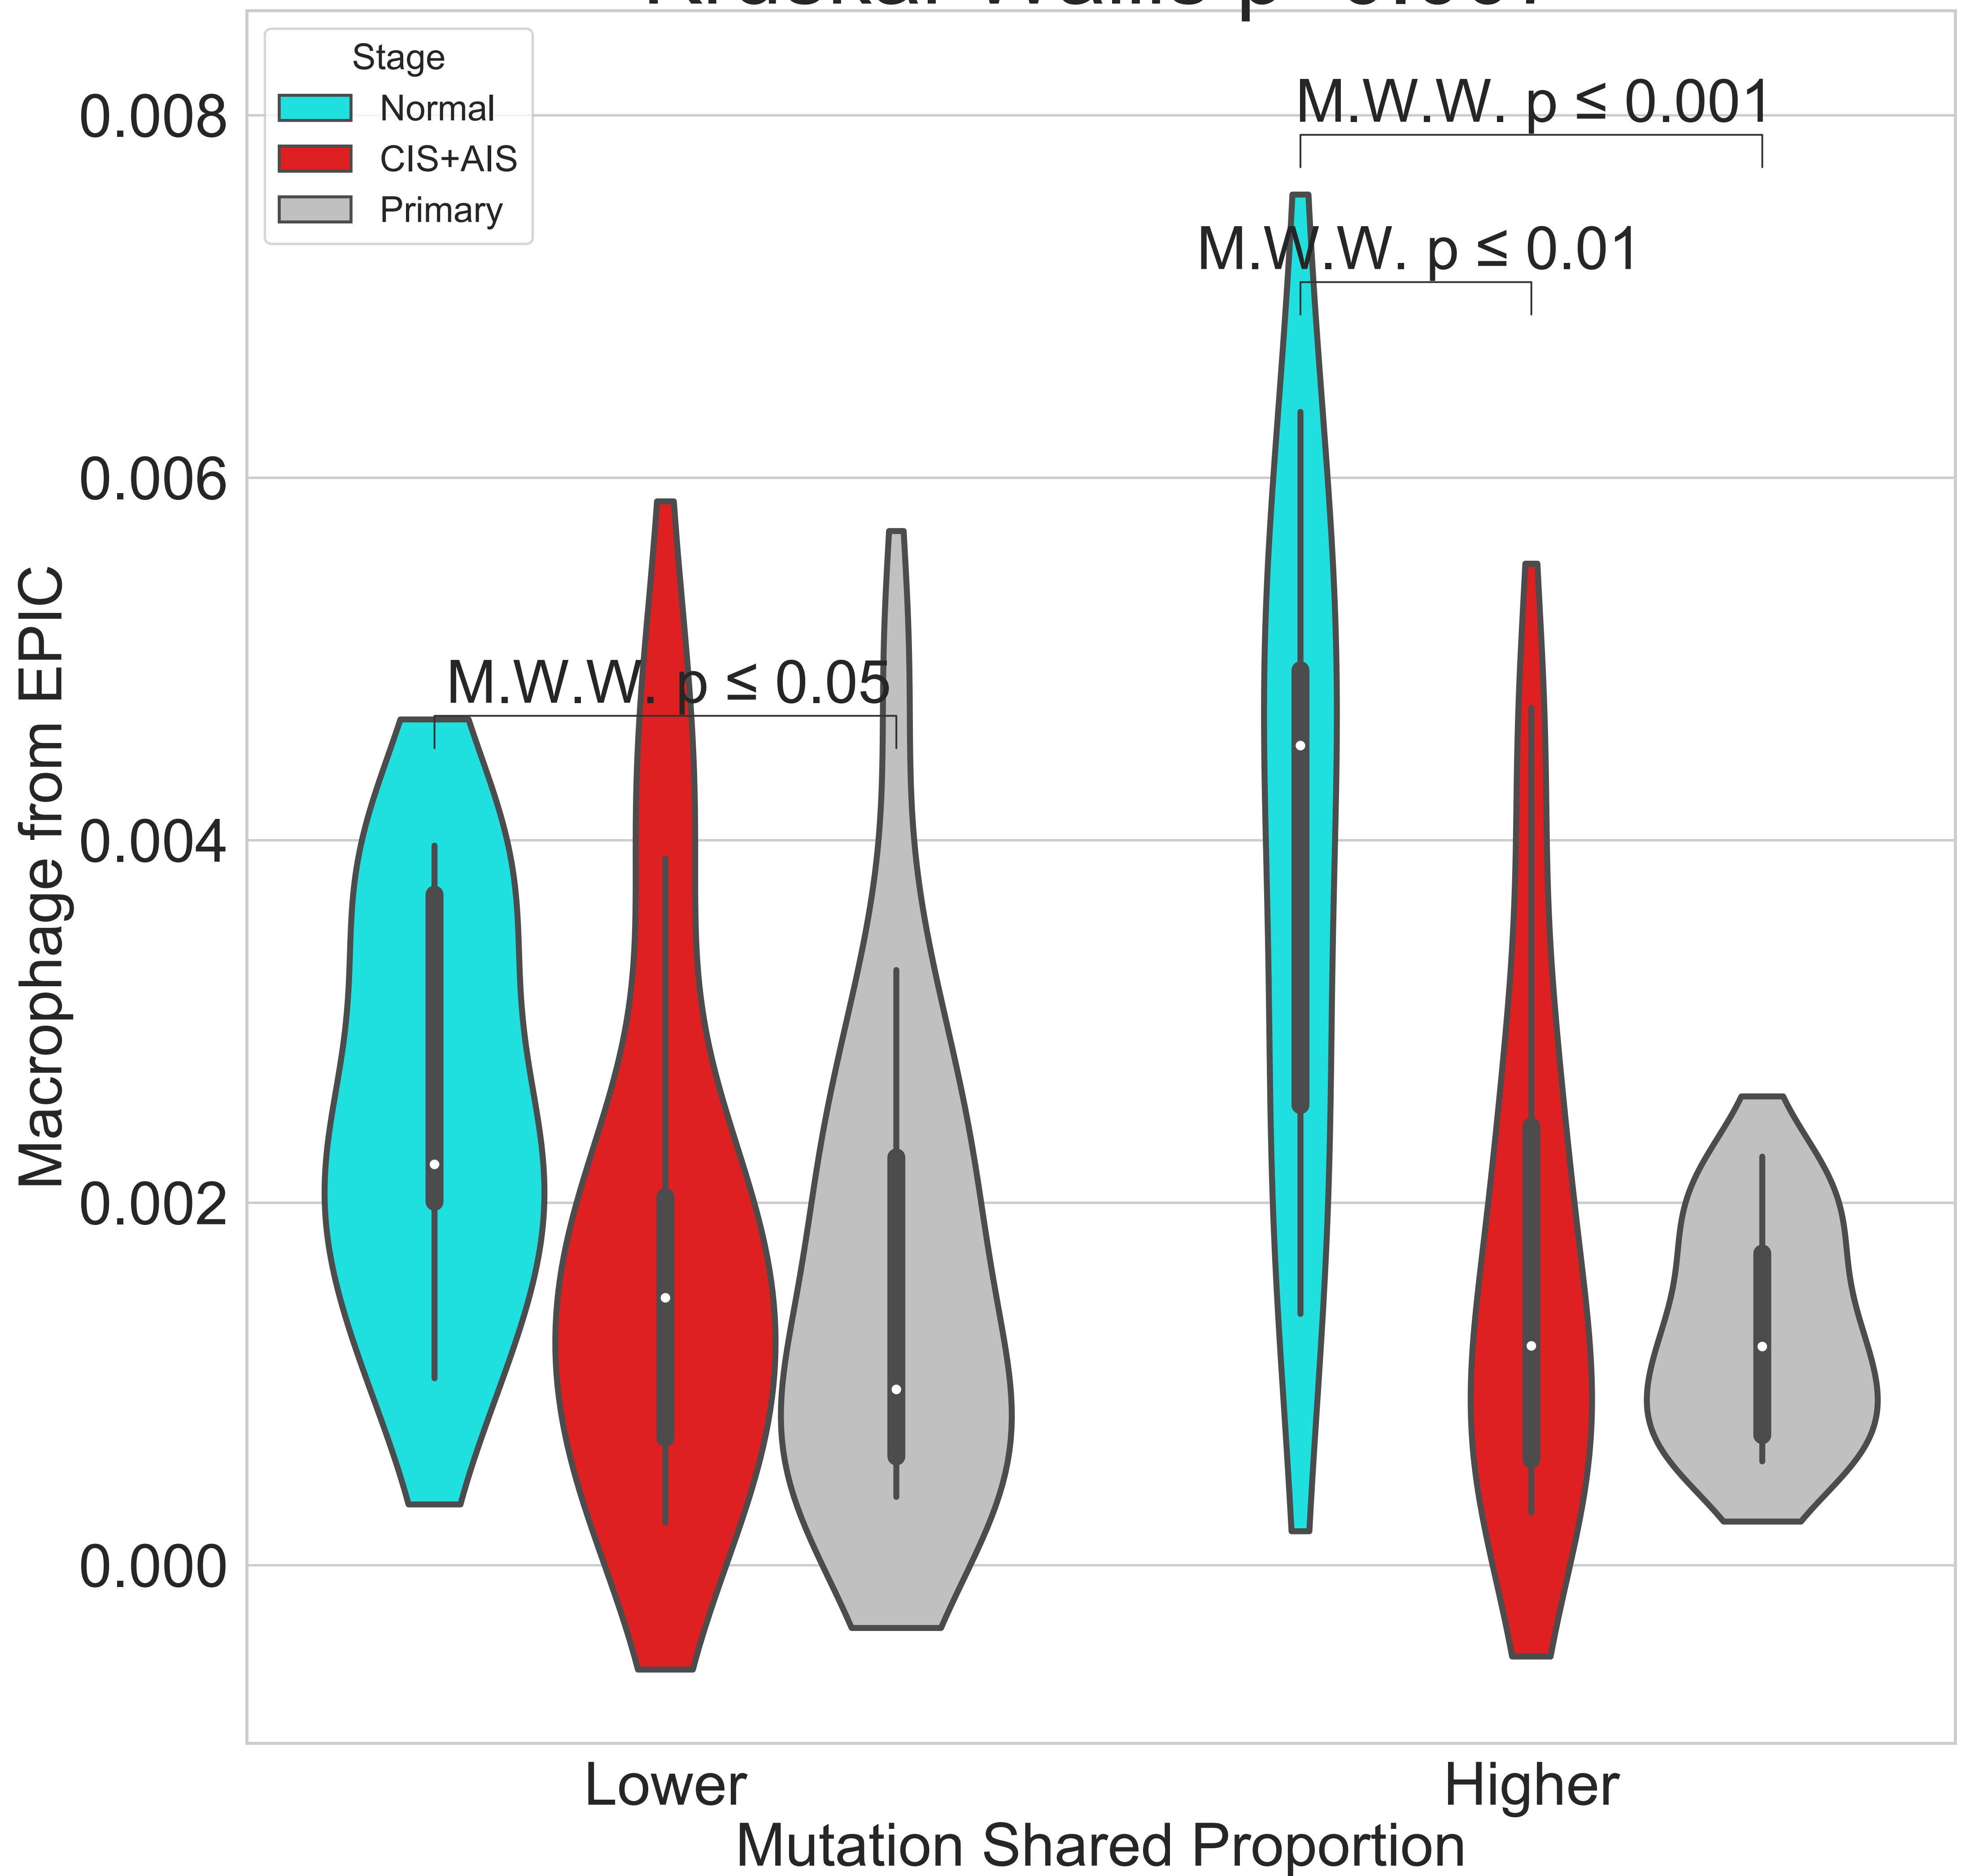 Stage
Normal
CIS+AIS
Primary
M.W.W. p ≤ 0.001
M.W.W. p ≤ 0.01
M.W.W. p ≤ 0.05
0.008
0.006
0.004
0.002
0.000
Macrophage from EPIC
Lower
Higher
Mutation Shared Proportion